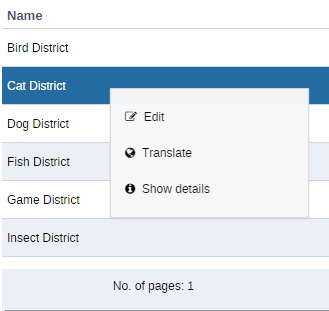 Name
Bird District
Cat District
Edit
Dog District
Translate
Fish District
Show details
Game District
Insect District
No. of pages: 1